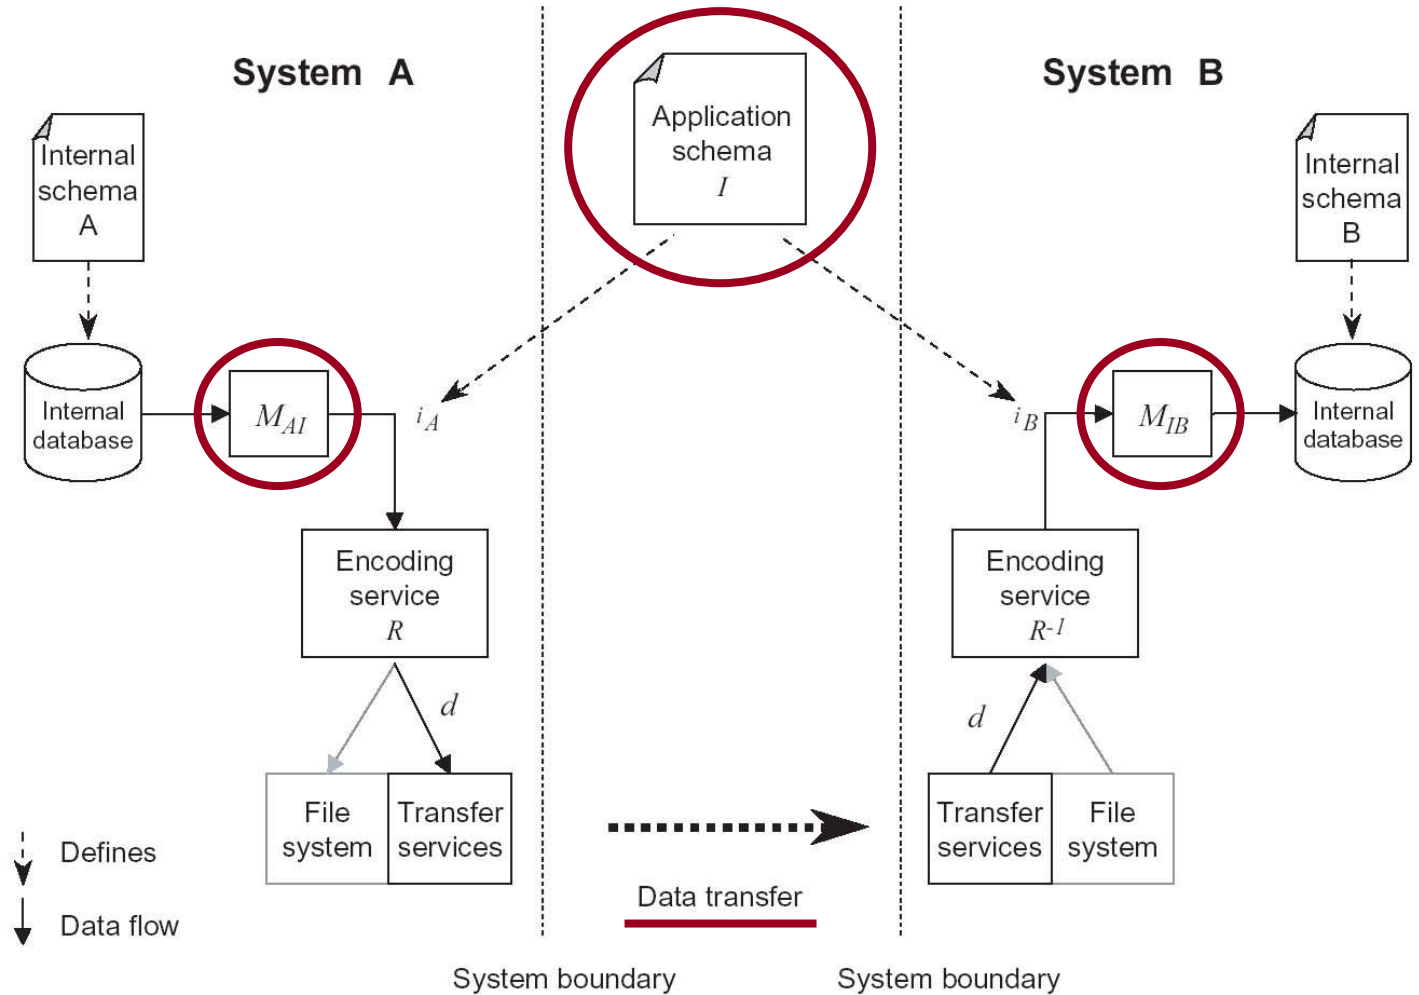 System A
System B
Application
schema
I
Internal
schema
A
Internal
schema
B
Internal
database
M_AI
i_A
i_B
M_IB
Internal
database
Encoding
service
R
Encoding
service
R⁻¹
d
d
File
system
Transfer
services
Transfer
services
File
system
Defines
Data flow
Data transfer
System boundary
System boundary